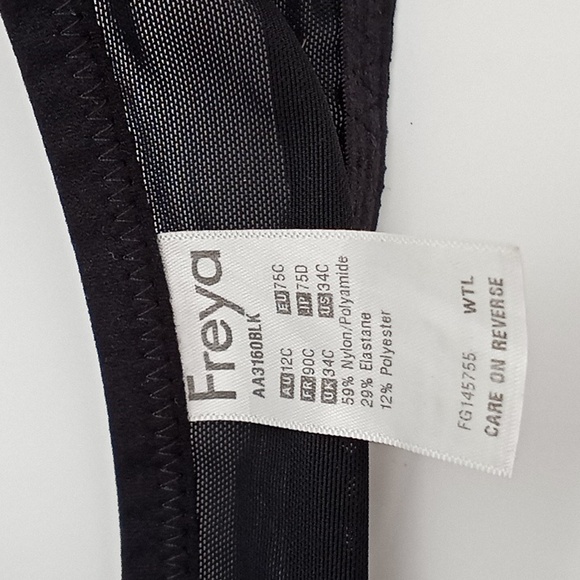 Freya
AA3160BLK
AU 12C EU 75C
FR 90C JP 75D
UK 34C US 34C
59% Nylon/Polyamide
29% Elastane
12% Polyester
FG145755 WTL
CARE ON REVERSE